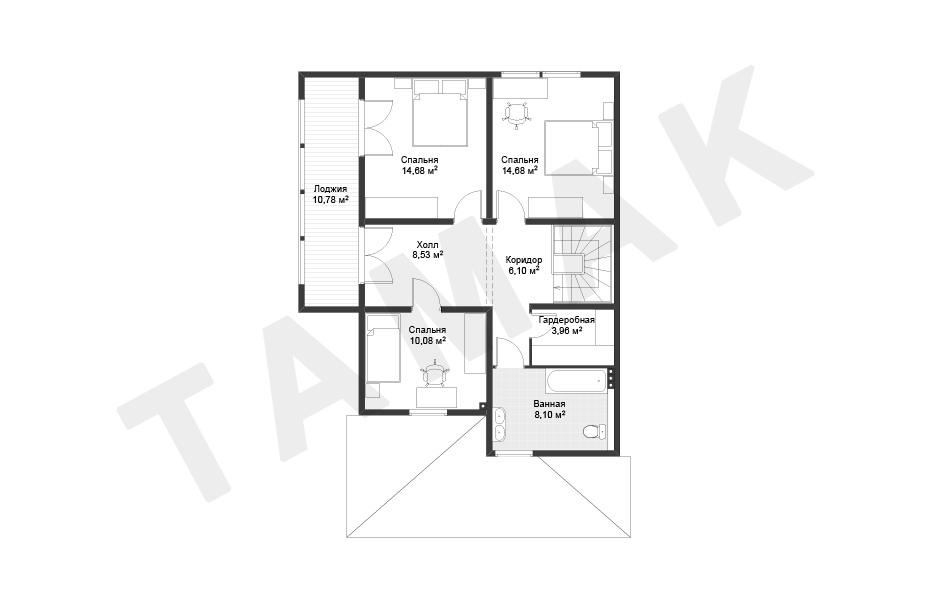 Спальня
14,68 м²
Спальня
14,68 м²
Лоджия
10,78 м²
Холл
8,53 м²
Коридор
6,10 м²
Гардеробная
3,96 м²
Спальня
10,08 м²
Ванная
8,10 м²
ТАМАК